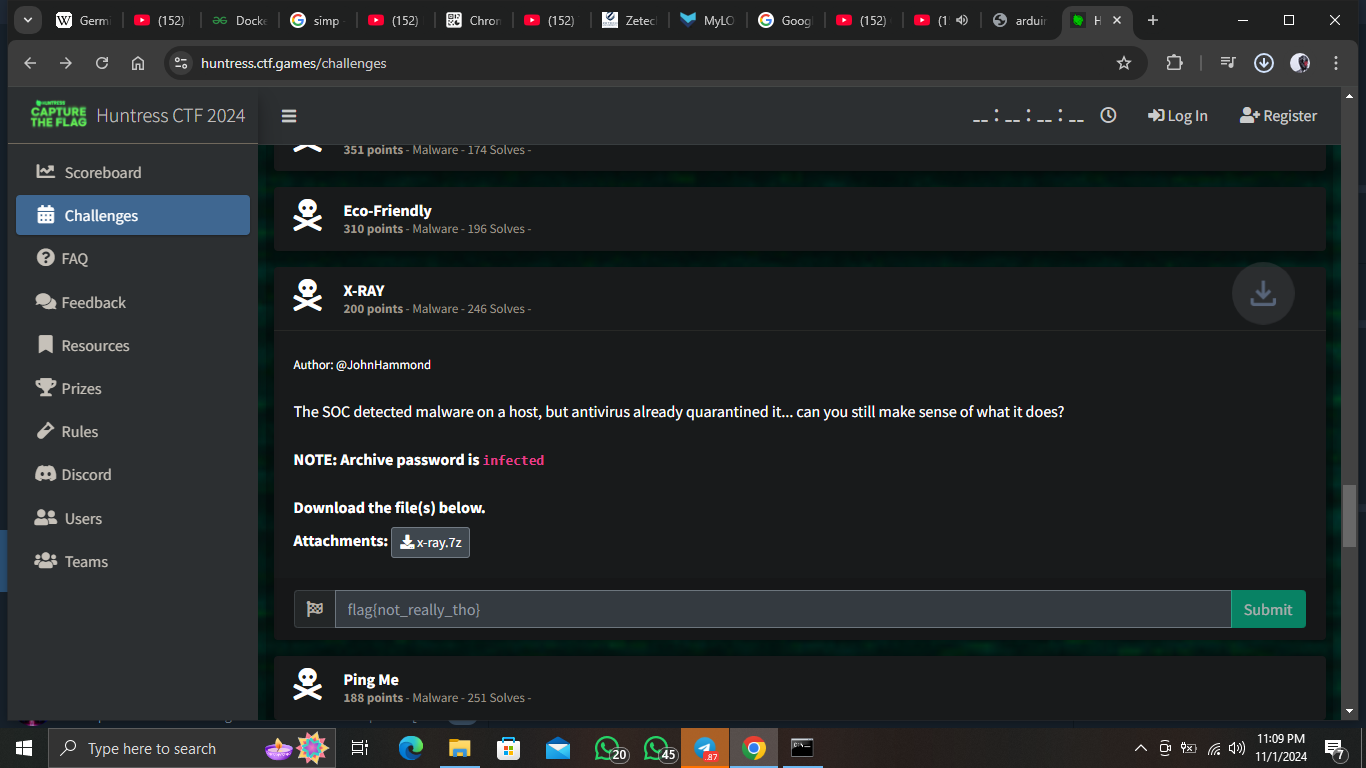 Germi (152) Docke simp (152) Chron (152) Zetecl MyLO Googl (152) (1 arduir H
huntress.ctf.games/challenges
HUNTRESS
CAPTURE
THE FLAG
Huntress CTF 2024
__ : __ : __ : __ Log In Register
Scoreboard
Challenges
FAQ
Feedback
Resources
Prizes
Rules
Discord
Users
Teams
351 points - Malware - 174 Solves -
Eco-Friendly
310 points - Malware - 196 Solves -
X-RAY
200 points - Malware - 246 Solves -
Author: @JohnHammond
The SOC detected malware on a host, but antivirus already quarantined it... can you still make sense of what it does?
NOTE: Archive password is infected
Download the file(s) below.
Attachments: x-ray.7z
flag{not_really_tho} Submit
Ping Me
188 points - Malware - 251 Solves -
Type here to search 20 45 .87 11:09 PM
11/1/2024 7